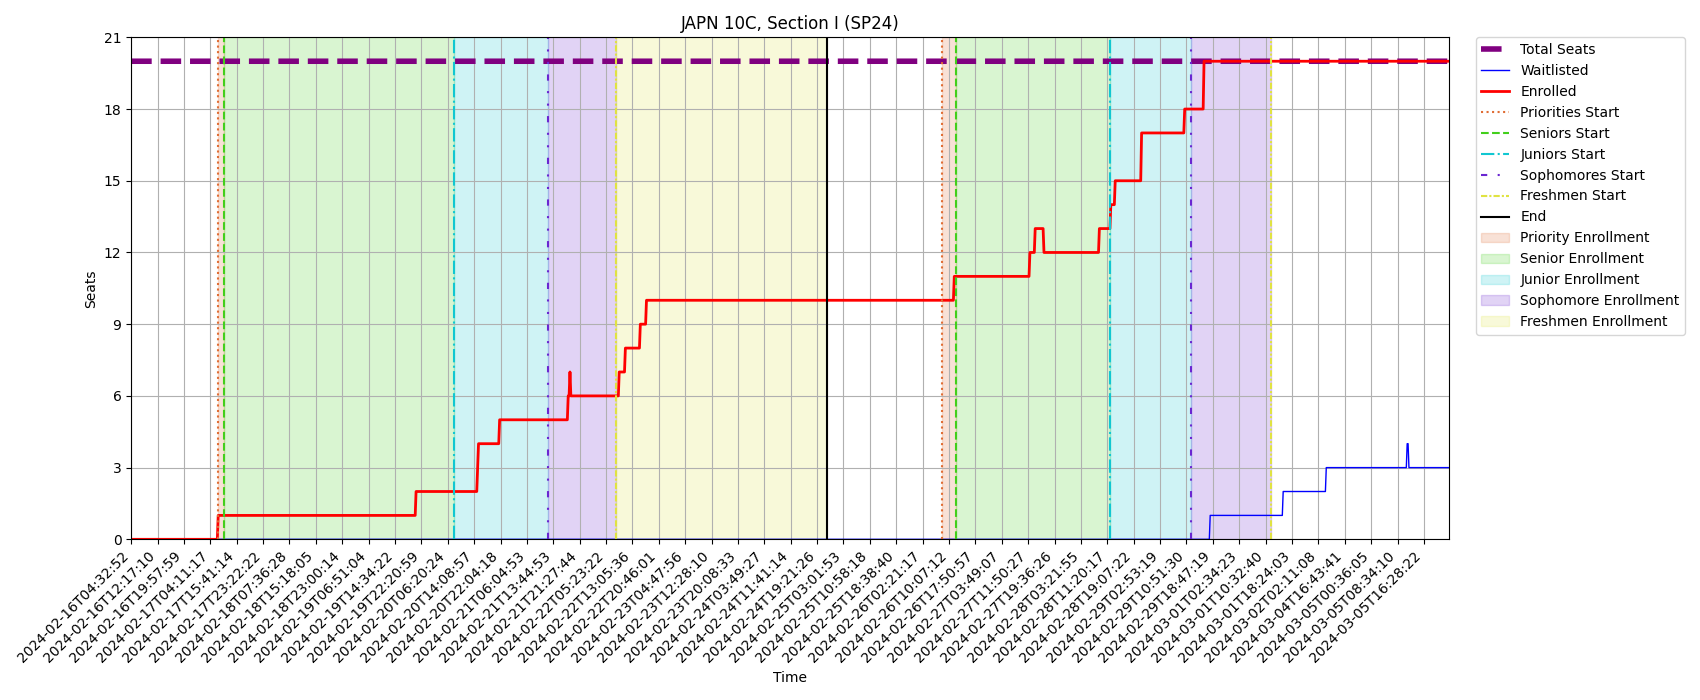 JAPN 10C, Section I (SP24)
Seats
21
18
15
12
9
6
3
0
2024-02-16T04:32:52
2024-02-16T12:17:10
2024-02-16T19:57:59
2024-02-17T04:11:17
2024-02-17T15:41:14
2024-02-17T23:22:22
2024-02-18T07:36:28
2024-02-18T15:18:05
2024-02-18T23:00:14
2024-02-19T06:51:04
2024-02-19T14:34:22
2024-02-19T22:20:59
2024-02-20T06:20:24
2024-02-20T14:08:57
2024-02-20T22:04:18
2024-02-21T06:04:53
2024-02-21T13:44:53
2024-02-21T21:27:44
2024-02-22T05:23:22
2024-02-22T13:05:36
2024-02-22T20:46:01
2024-02-23T04:47:56
2024-02-23T12:28:10
2024-02-23T20:08:33
2024-02-24T03:49:27
2024-02-24T11:41:14
2024-02-24T19:21:26
2024-02-25T03:01:53
2024-02-25T10:58:18
2024-02-25T18:38:40
2024-02-26T02:21:17
2024-02-26T10:07:12
2024-02-26T17:50:57
2024-02-27T03:49:07
2024-02-27T11:50:27
2024-02-27T19:36:26
2024-02-28T03:21:55
2024-02-28T11:20:17
2024-02-28T19:07:22
2024-02-29T02:53:19
2024-02-29T10:51:30
2024-02-29T18:47:19
2024-03-01T02:34:23
2024-03-01T10:32:40
2024-03-01T18:24:03
2024-03-02T02:11:08
2024-03-04T16:43:41
2024-03-05T00:36:05
2024-03-05T08:34:10
2024-03-05T16:28:22
Time
Total Seats
Waitlisted
Enrolled
Priorities Start
Seniors Start
Juniors Start
Sophomores Start
Freshmen Start
End
Priority Enrollment
Senior Enrollment
Junior Enrollment
Sophomore Enrollment
Freshmen Enrollment